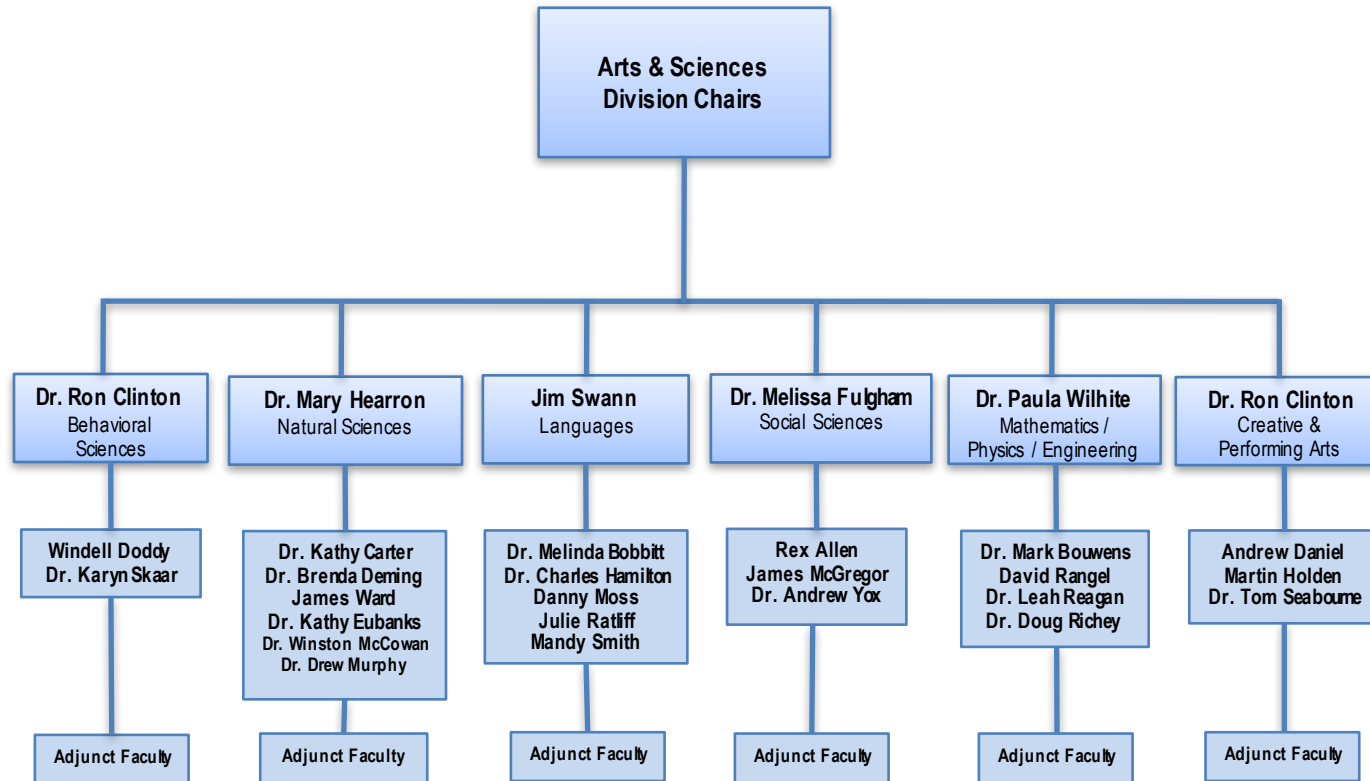 Arts & Sciences
Division Chairs
Dr. Ron Clinton
Behavioral
Sciences
Dr. Mary Hearron
Natural Sciences
Jim Swann
Languages
Dr. Melissa Fulgham
Social Sciences
Dr. Paula Wilhite
Mathematics /
Physics / Engineering
Dr. Ron Clinton
Creative &
Performing Arts
Windell Doddy
Dr. Karyn Skaar
Dr. Kathy Carter
Dr. Brenda Deming
James Ward
Dr. Kathy Eubanks
Dr. Winston McCowan
Dr. Drew Murphy
Dr. Melinda Bobbitt
Dr. Charles Hamilton
Danny Moss
Julie Ratliff
Mandy Smith
Rex Allen
James McGregor
Dr. Andrew Yox
Dr. Mark Bouwens
David Rangel
Dr. Leah Reagan
Dr. Doug Richey
Andrew Daniel
Martin Holden
Dr. Tom Seabourne
Adjunct Faculty
Adjunct Faculty
Adjunct Faculty
Adjunct Faculty
Adjunct Faculty
Adjunct Faculty